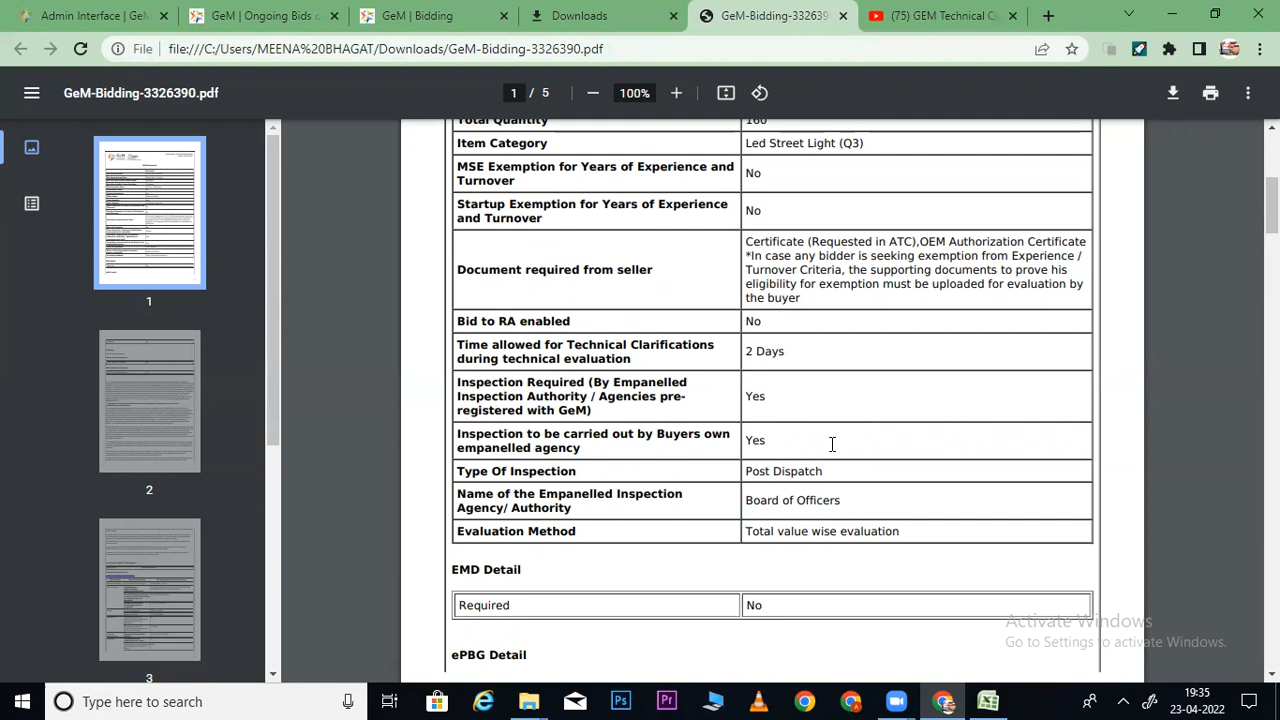 Admin Interface | GeM
GeM | Ongoing Bids
GeM | Bidding
Downloads
GeM-Bidding-332639
(75) GEM Technical C
File
file:///C:/Users/MEENA%20BHAGAT/Downloads/GeM-Bidding-3326390.pdf
GeM-Bidding-3326390.pdf
1 / 5
100%
1
2
3
Total Quantity 160
Item Category Led Street Light (Q3)
MSE Exemption for Years of Experience and
Turnover
No
Startup Exemption for Years of Experience
and Turnover
No
Document required from seller
Certificate (Requested in ATC),OEM Authorization Certificate
*In case any bidder is seeking exemption from Experience /
Turnover Criteria, the supporting documents to prove his
eligibility for exemption must be uploaded for evaluation by
the buyer
Bid to RA enabled No
Time allowed for Technical Clarifications
during technical evaluation
2 Days
Inspection Required (By Empanelled
Inspection Authority / Agencies pre-
registered with GeM)
Yes
Inspection to be carried out by Buyers own
empanelled agency
Yes
Type Of Inspection Post Dispatch
Name of the Empanelled Inspection
Agency/ Authority
Board of Officers
Evaluation Method Total value wise evaluation
EMD Detail
Required No
ePBG Detail
Activate Windows
Go to Settings to activate Windows.
Type here to search
19:35
23-04-2022